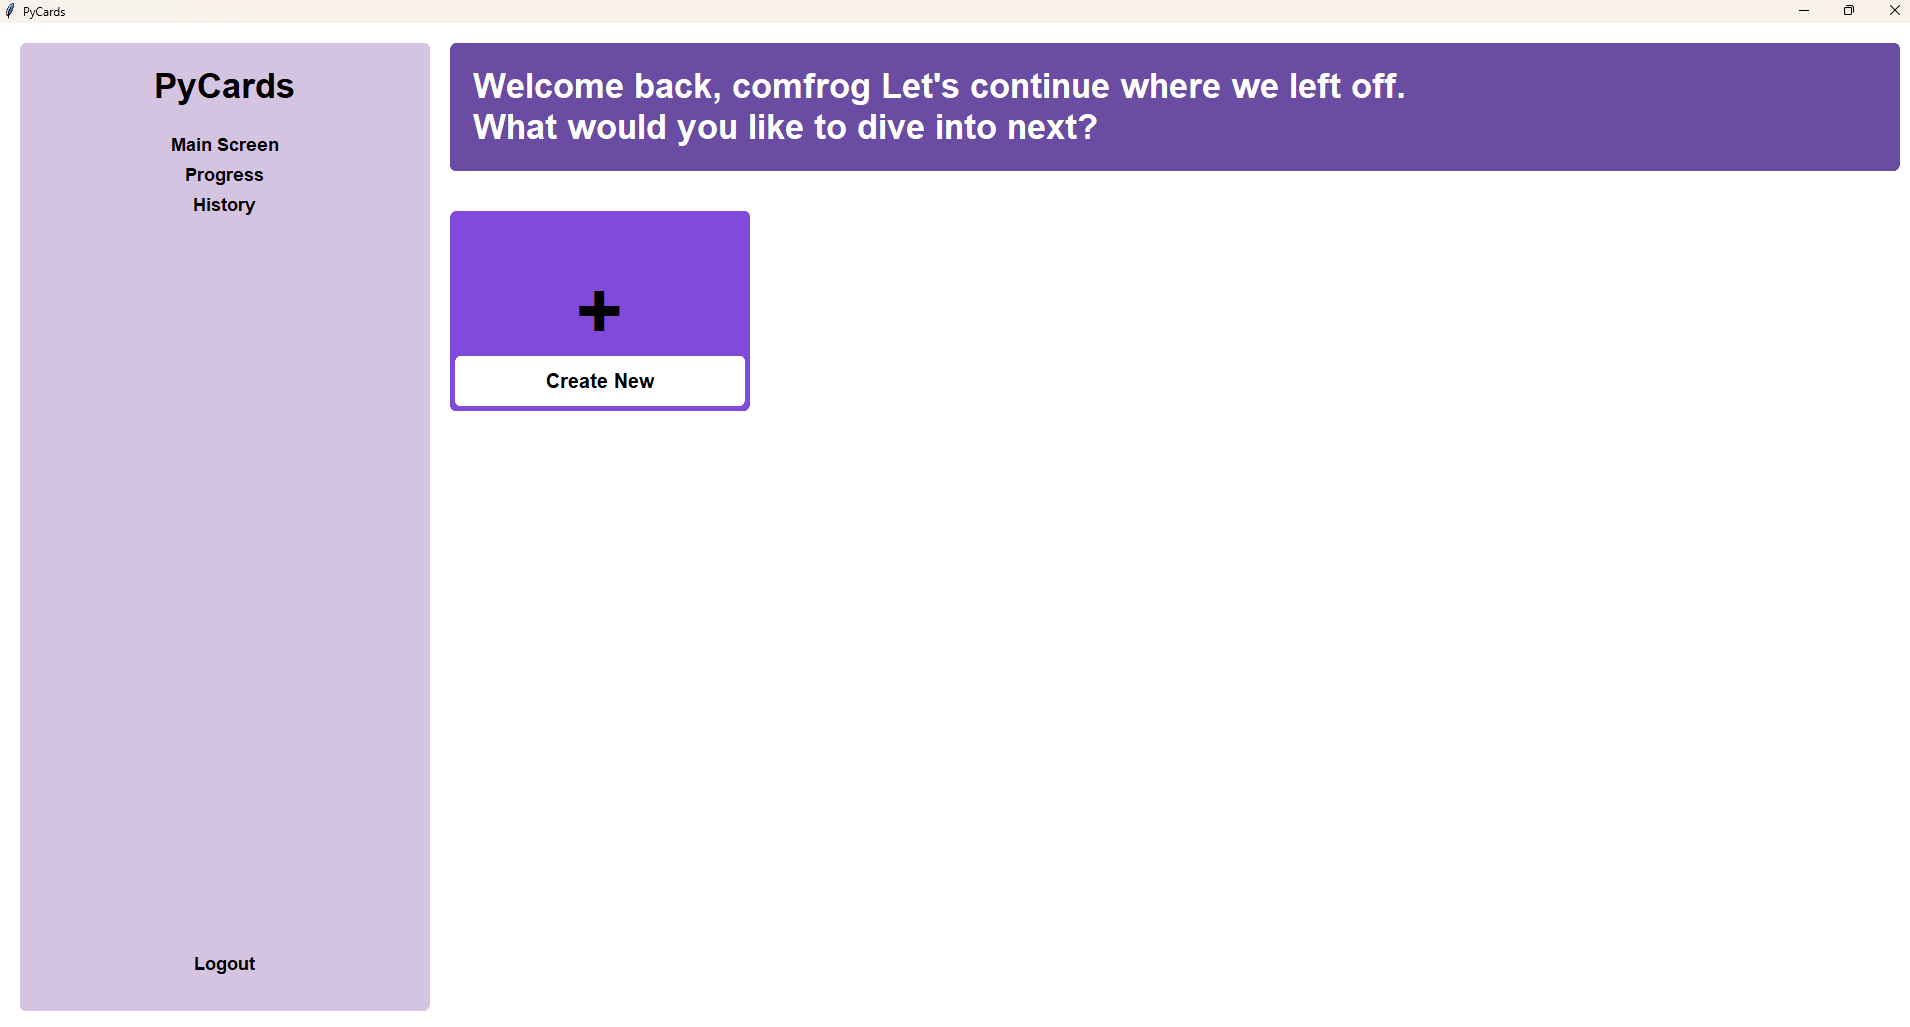 PyCards
PyCards
Main Screen
Progress
History
Logout
Welcome back, comfrog Let's continue where we left off.
What would you like to dive into next?
+
Create New